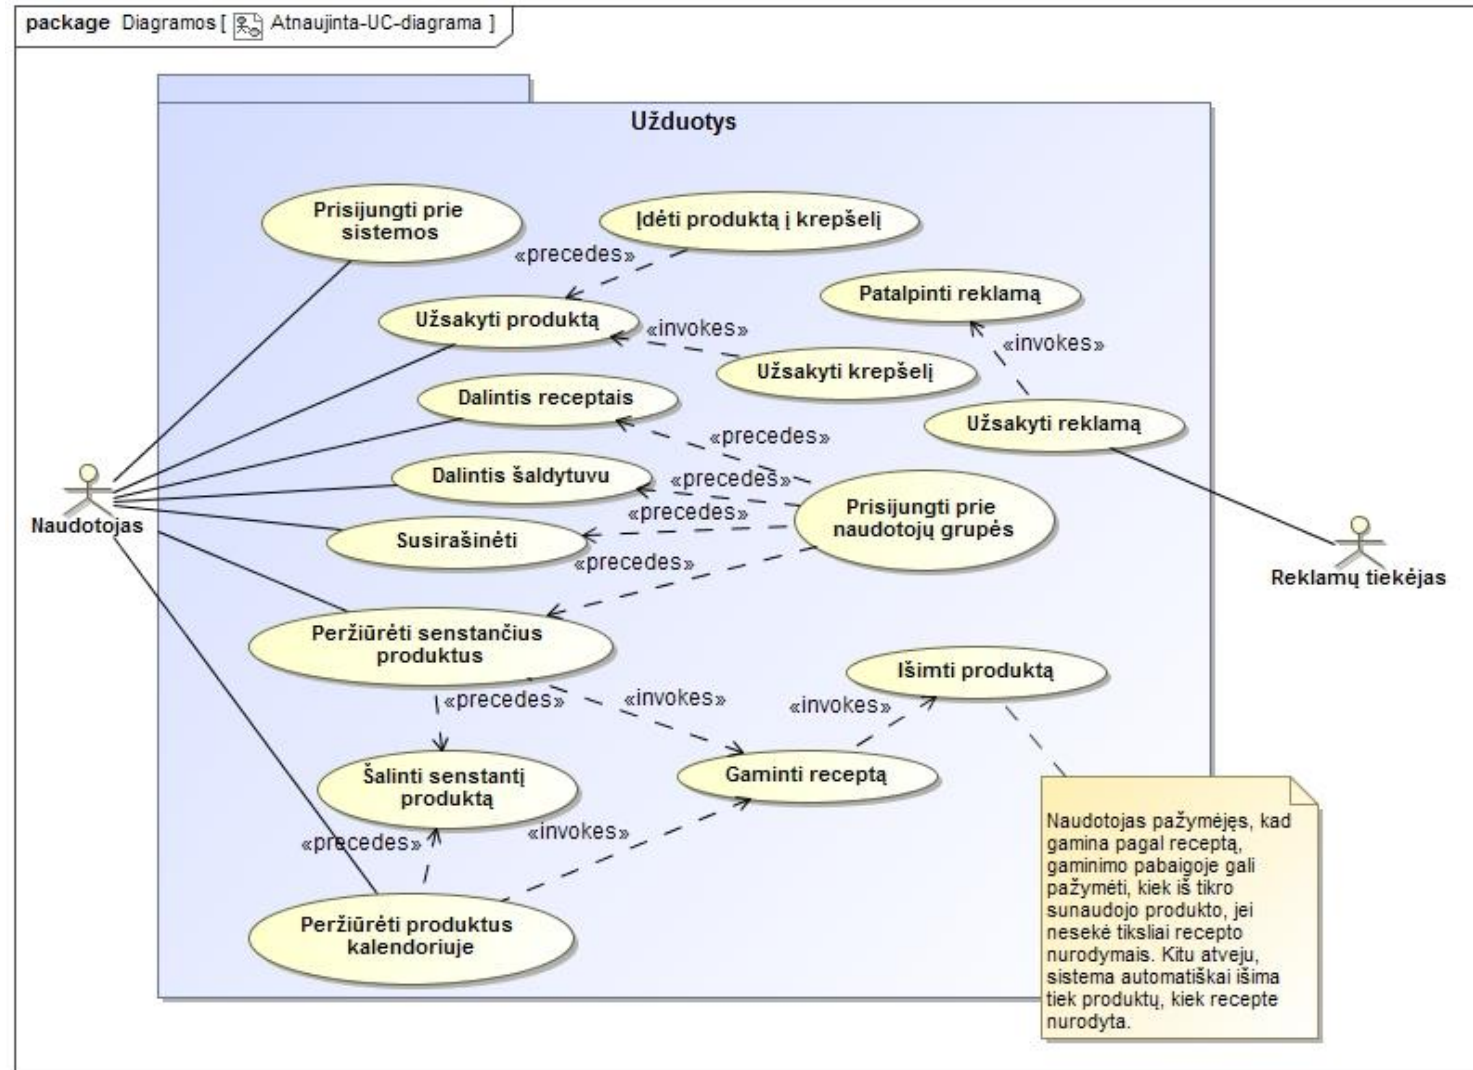 package Diagramos [ Atnaujinta-UC-diagrama ]
Užduotys
Prisijungti prie
sistemos
Įdėti produktą į krepšelį
«precedes»
Patalpinti reklamą
Užsakyti produktą
«invokes»
«invokes»
Užsakyti krepšelį
Dalintis receptais
Užsakyti reklamą
«precedes»
Dalintis šaldytuvu
«precedes»
Prisijungti prie
naudotojų grupės
«precedes»
Naudotojas
Susirašinėti
«precedes»
Reklamų tiekėjas
Peržiūrėti senstančius
produktus
Išimti produktą
«precedes»
«invokes»
«invokes»
Šalinti senstantį
produktą
Gaminti receptą
«precedes»
«invokes»
Peržiūrėti produktus
kalendoriuje
Naudotojas pažymėjęs, kad
gamina pagal receptą,
gaminimo pabaigoje gali
pažymėti, kiek iš tikro
sunaudojo produkto, jei
nesekė tiksliai recepto
nurodymais. Kitu atveju,
sistema automatiškai išima
tiek produktų, kiek recepte
nurodyta.